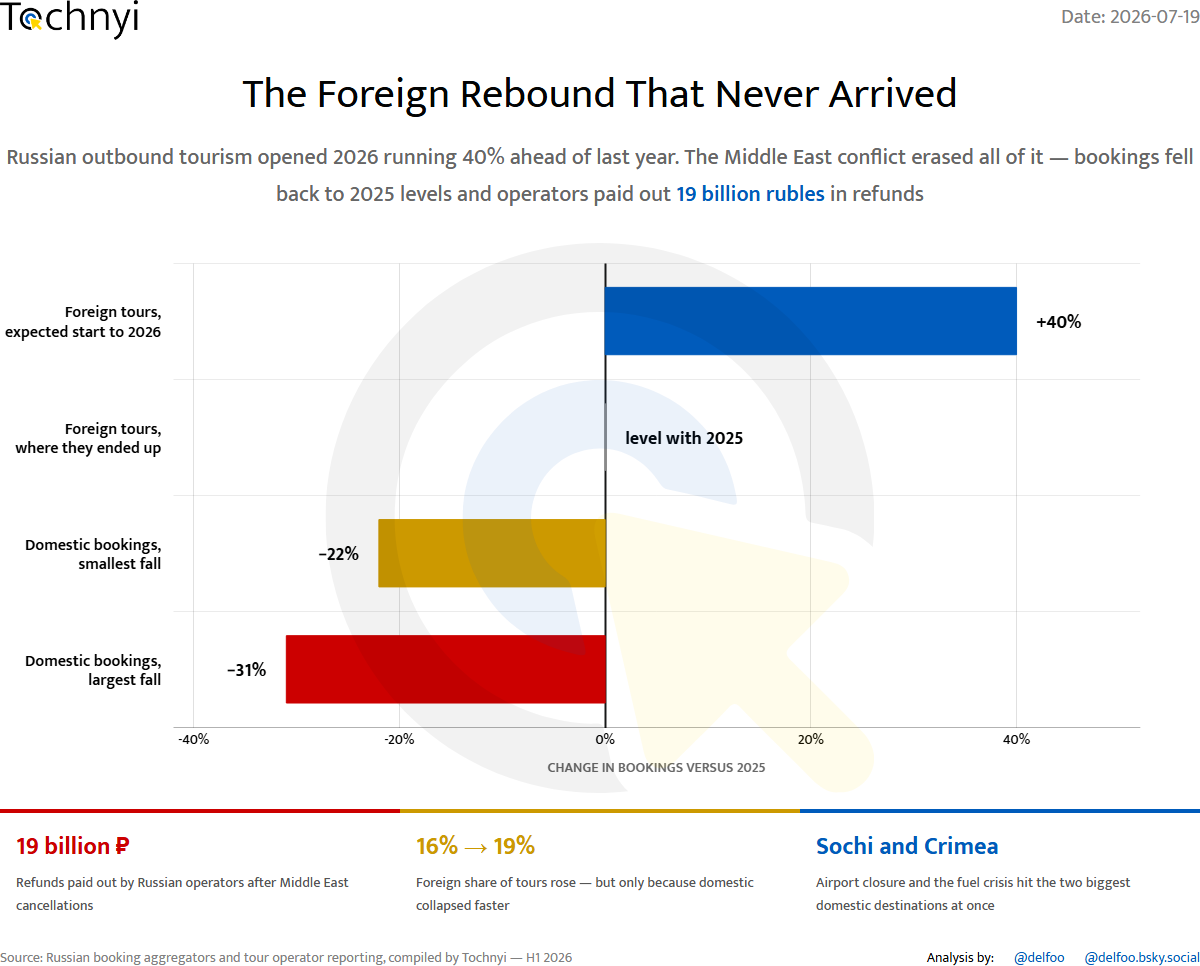 Tochnyi
Date: 2026-07-19
The Foreign Rebound That Never Arrived
Russian outbound tourism opened 2026 running 40% ahead of last year. The Middle East conflict erased all of it — bookings fell
back to 2025 levels and operators paid out 19 billion rubles in refunds
Foreign tours,
expected start to 2026
+40%
Foreign tours,
where they ended up
level with 2025
Domestic bookings,
smallest fall
−22%
Domestic bookings,
largest fall
−31%
-40%
-20%
0%
20%
40%
CHANGE IN BOOKINGS VERSUS 2025
19 billion ₽
Refunds paid out by Russian operators after Middle East
cancellations
16% → 19%
Foreign share of tours rose — but only because domestic
collapsed faster
Sochi and Crimea
Airport closure and the fuel crisis hit the two biggest
domestic destinations at once
Source: Russian booking aggregators and tour operator reporting, compiled by Tochnyi — H1 2026
Analysis by: @delfoo @delfoo.bsky.social